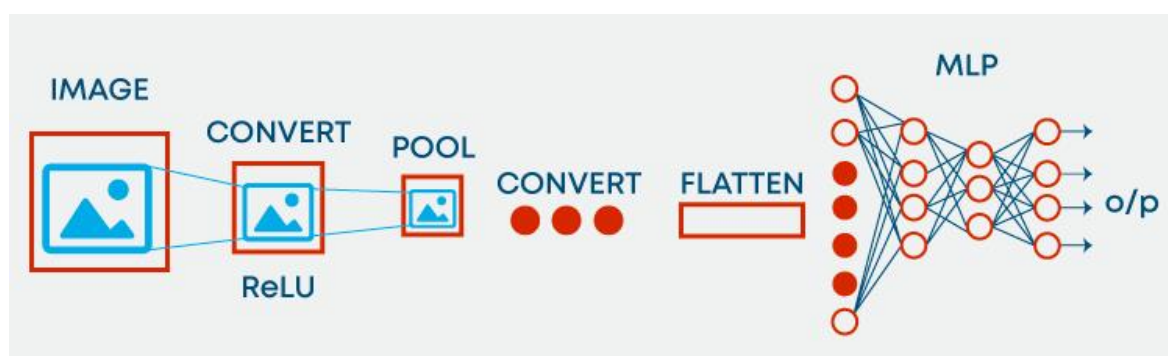 IMAGE
CONVERT
ReLU
POOL
CONVERT
FLATTEN
MLP
o/p